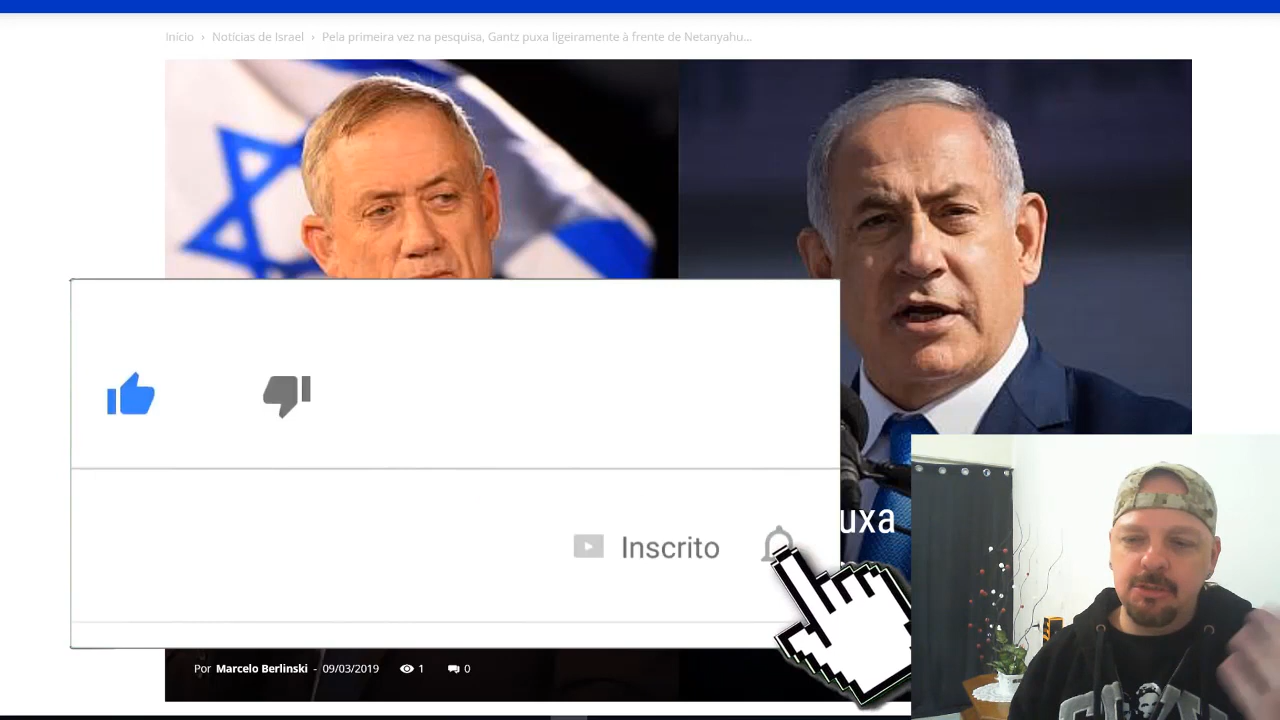 Início › Notícias de Israel › Pela primeira vez na pesquisa, Gantz puxa ligeiramente à frente de Netanyahu...
uxa
Inscrito
Por Marcelo Berlinski - 09/03/2019 1 0